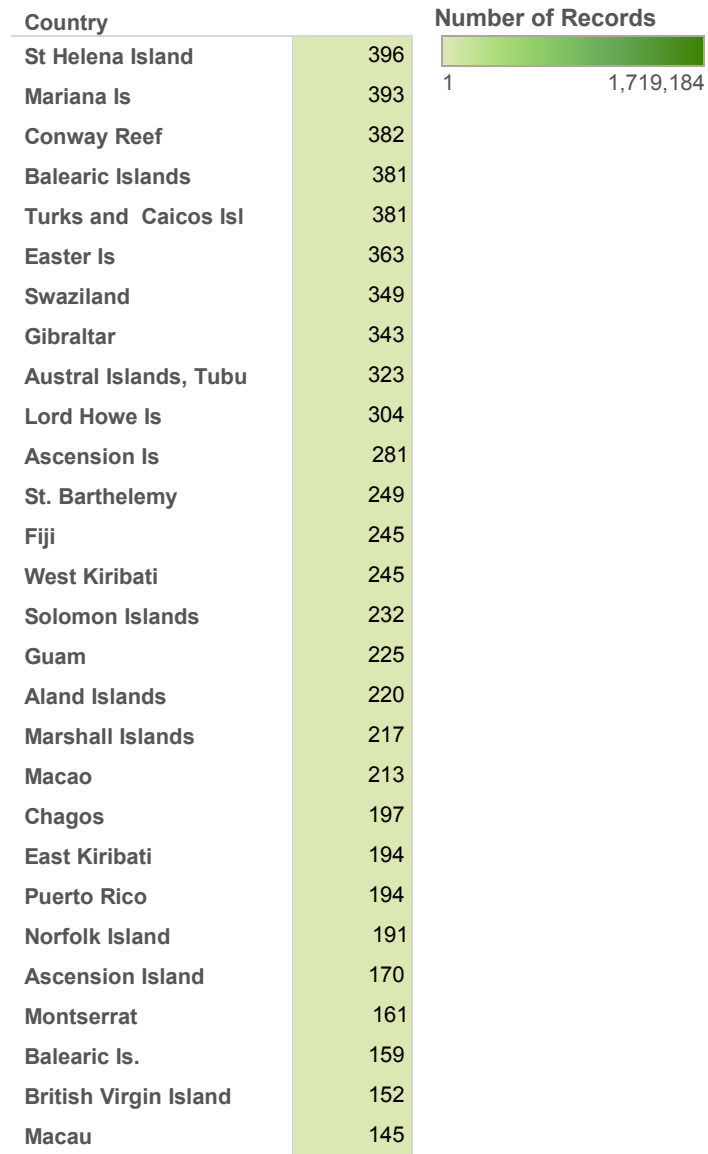 Country
St Helena Island 396
Mariana Is 393
Conway Reef 382
Balearic Islands 381
Turks and  Caicos Isl 381
Easter Is 363
Swaziland 349
Gibraltar 343
Austral Islands, Tubu 323
Lord Howe Is 304
Ascension Is 281
St. Barthelemy 249
Fiji 245
West Kiribati 245
Solomon Islands 232
Guam 225
Aland Islands 220
Marshall Islands 217
Macao 213
Chagos 197
East Kiribati 194
Puerto Rico 194
Norfolk Island 191
Ascension Island 170
Montserrat 161
Balearic Is. 159
British Virgin Island 152
Macau 145
Number of Records
1 1,719,184